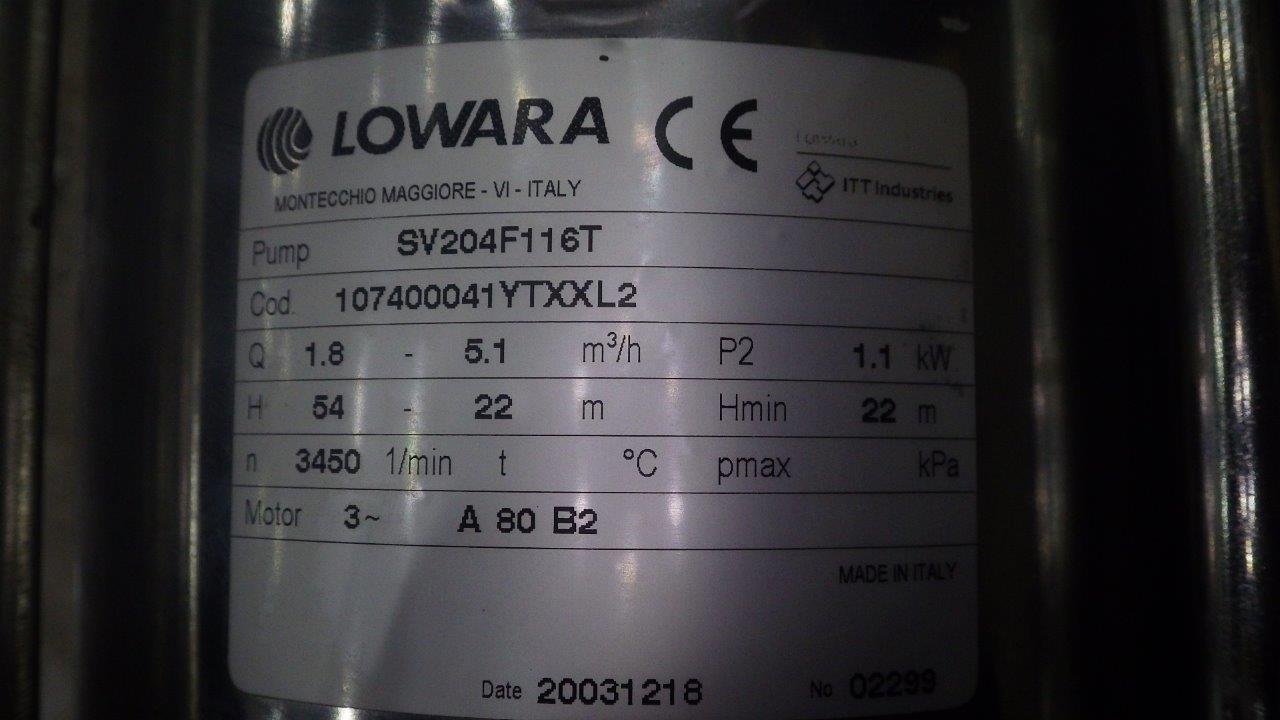 LOWARA CE
ITT Industries
MONTECCHIO MAGGIORE - VI - ITALY
Pump SV204F116T
Cod. 107400041YTXXL2
Q 1.8 - 5.1 m³/h P2 1.1 kW
H 54 - 22 m Hmin 22 m
n 3450 1/min t °C pmax kPa
Motor 3~ A 80 B2
MADE IN ITALY
Date 20031218 No 02299